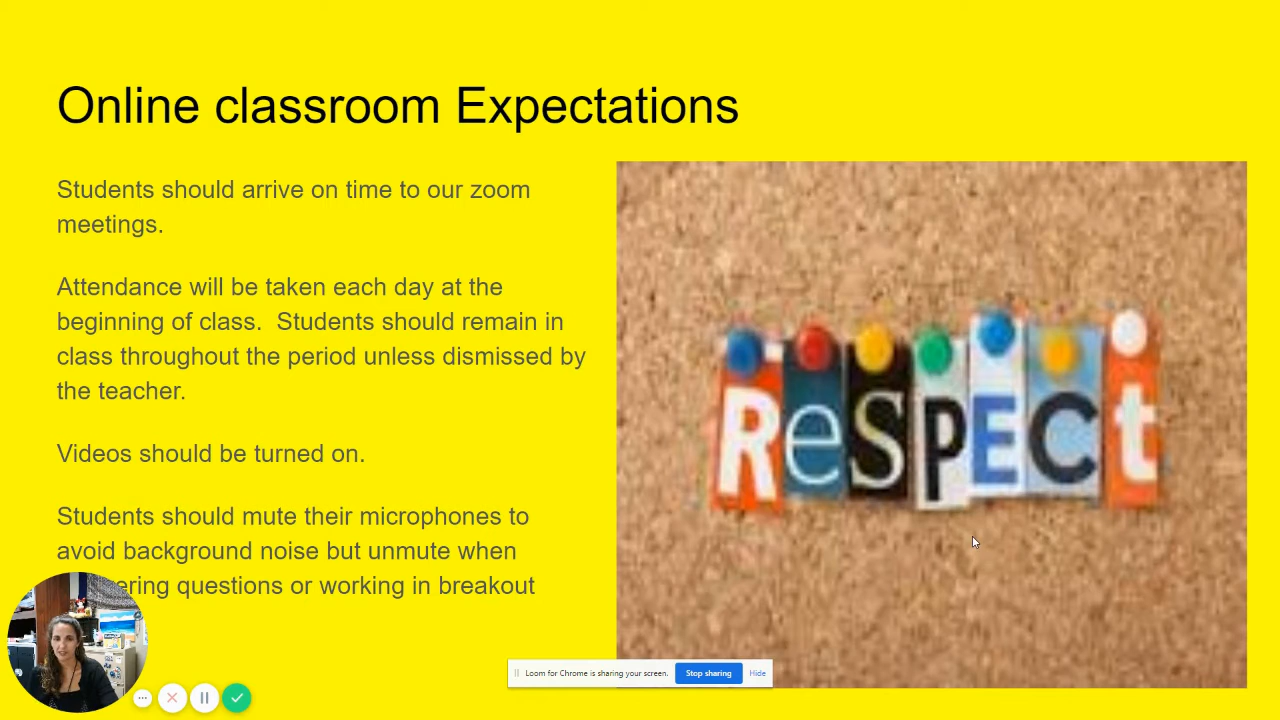 Online classroom Expectations
Students should arrive on time to our zoom
meetings.
Attendance will be taken each day at the
beginning of class.  Students should remain in
class throughout the period unless dismissed by
the teacher.
Videos should be turned on.
Students should mute their microphones to
avoid background noise but unmute when
ering questions or working in breakout
ResPECt
Loom for Chrome is sharing your screen.
Stop sharing
Hide